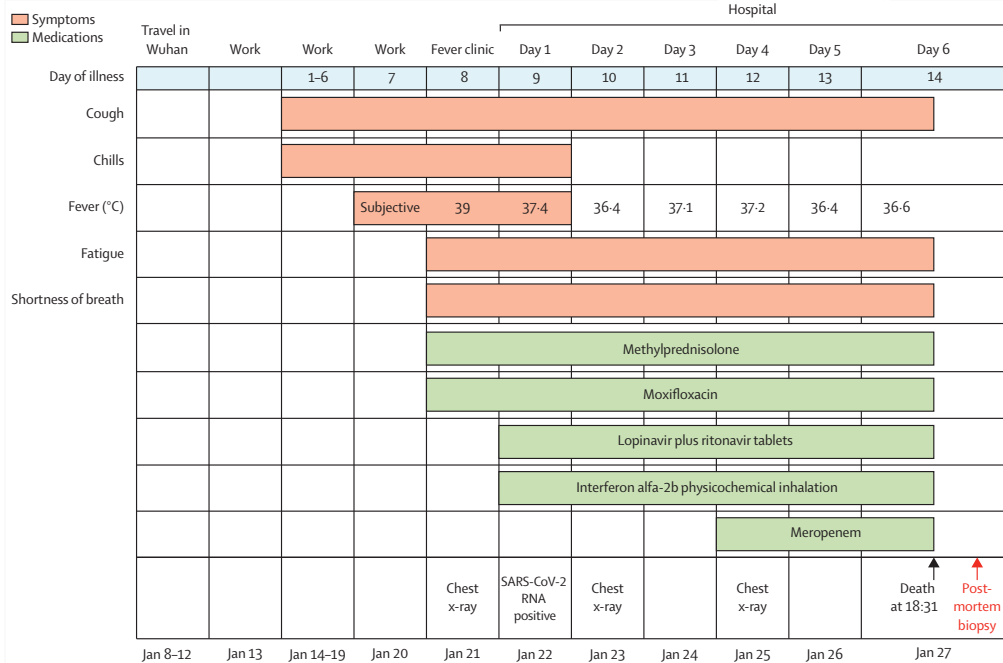 Hospital
Symptoms
Medications
Travel in
Wuhan
Work
Work
Work
Fever clinic
Day 1
Day 2
Day 3
Day 4
Day 5
Day 6
Day of illness
1–6
7
8
9
10
11
12
13
14
Cough
Chills
Fever (°C)
Subjective
39
37·4
36·4
37·1
37·2
36·4
36·6
Fatigue
Shortness of breath
Methylprednisolone
Moxifloxacin
Lopinavir plus ritonavir tablets
Interferon alfa-2b physicochemical inhalation
Meropenem
Chest
x-ray
SARS-CoV-2
RNA
positive
Chest
x-ray
Chest
x-ray
Death
at 18:31
Post-
mortem
biopsy
Jan 8–12
Jan 13
Jan 14–19
Jan 20
Jan 21
Jan 22
Jan 23
Jan 24
Jan 25
Jan 26
Jan 27